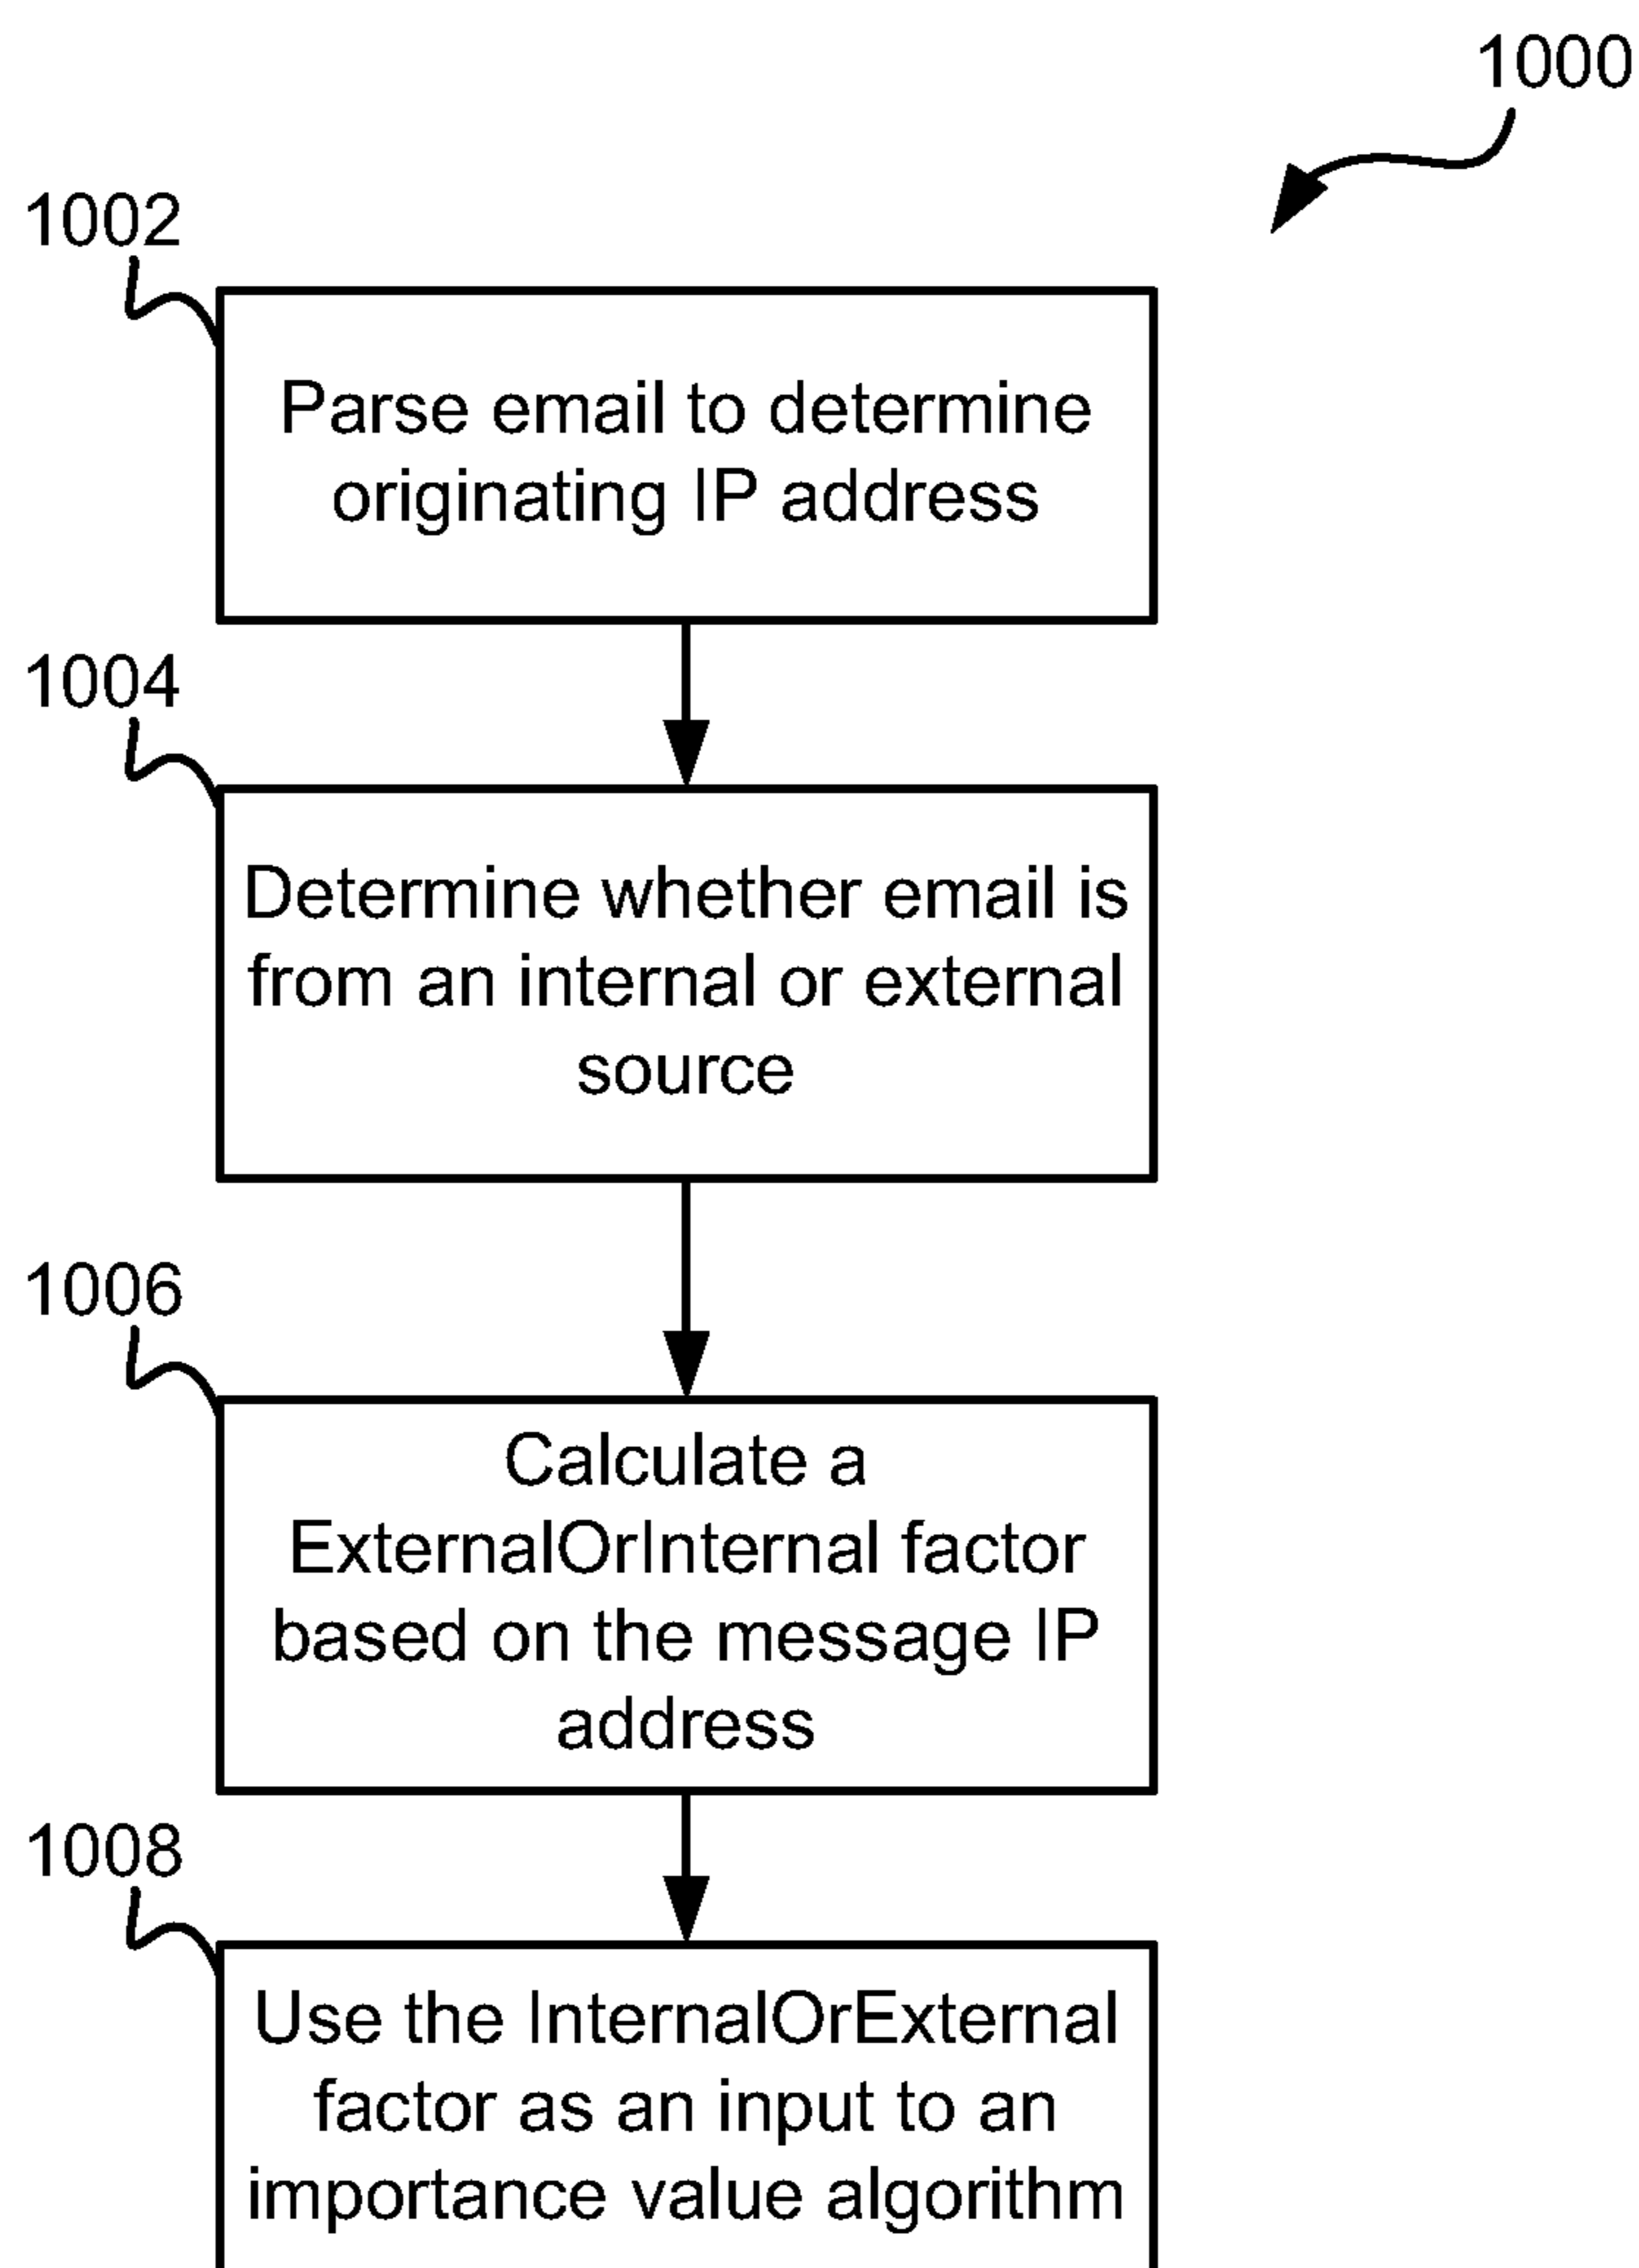 1000
1002
Parse email to determine
originating IP address
1004
Determine whether email is
from an internal or external
source
1006
Calculate a
ExternalOrInternal factor
based on the message IP
address
1008
Use the InternalOrExternal
factor as an input to an
importance value algorithm